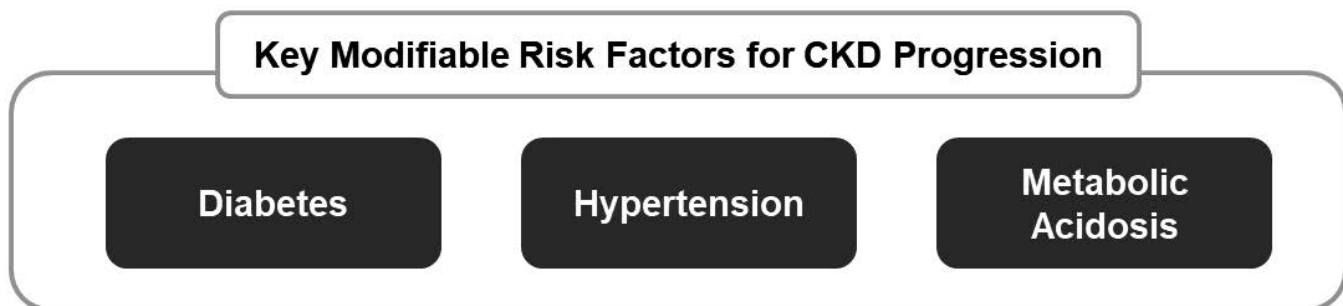 Key Modifiable Risk Factors for CKD Progression
Diabetes
Hypertension
Metabolic
Acidosis